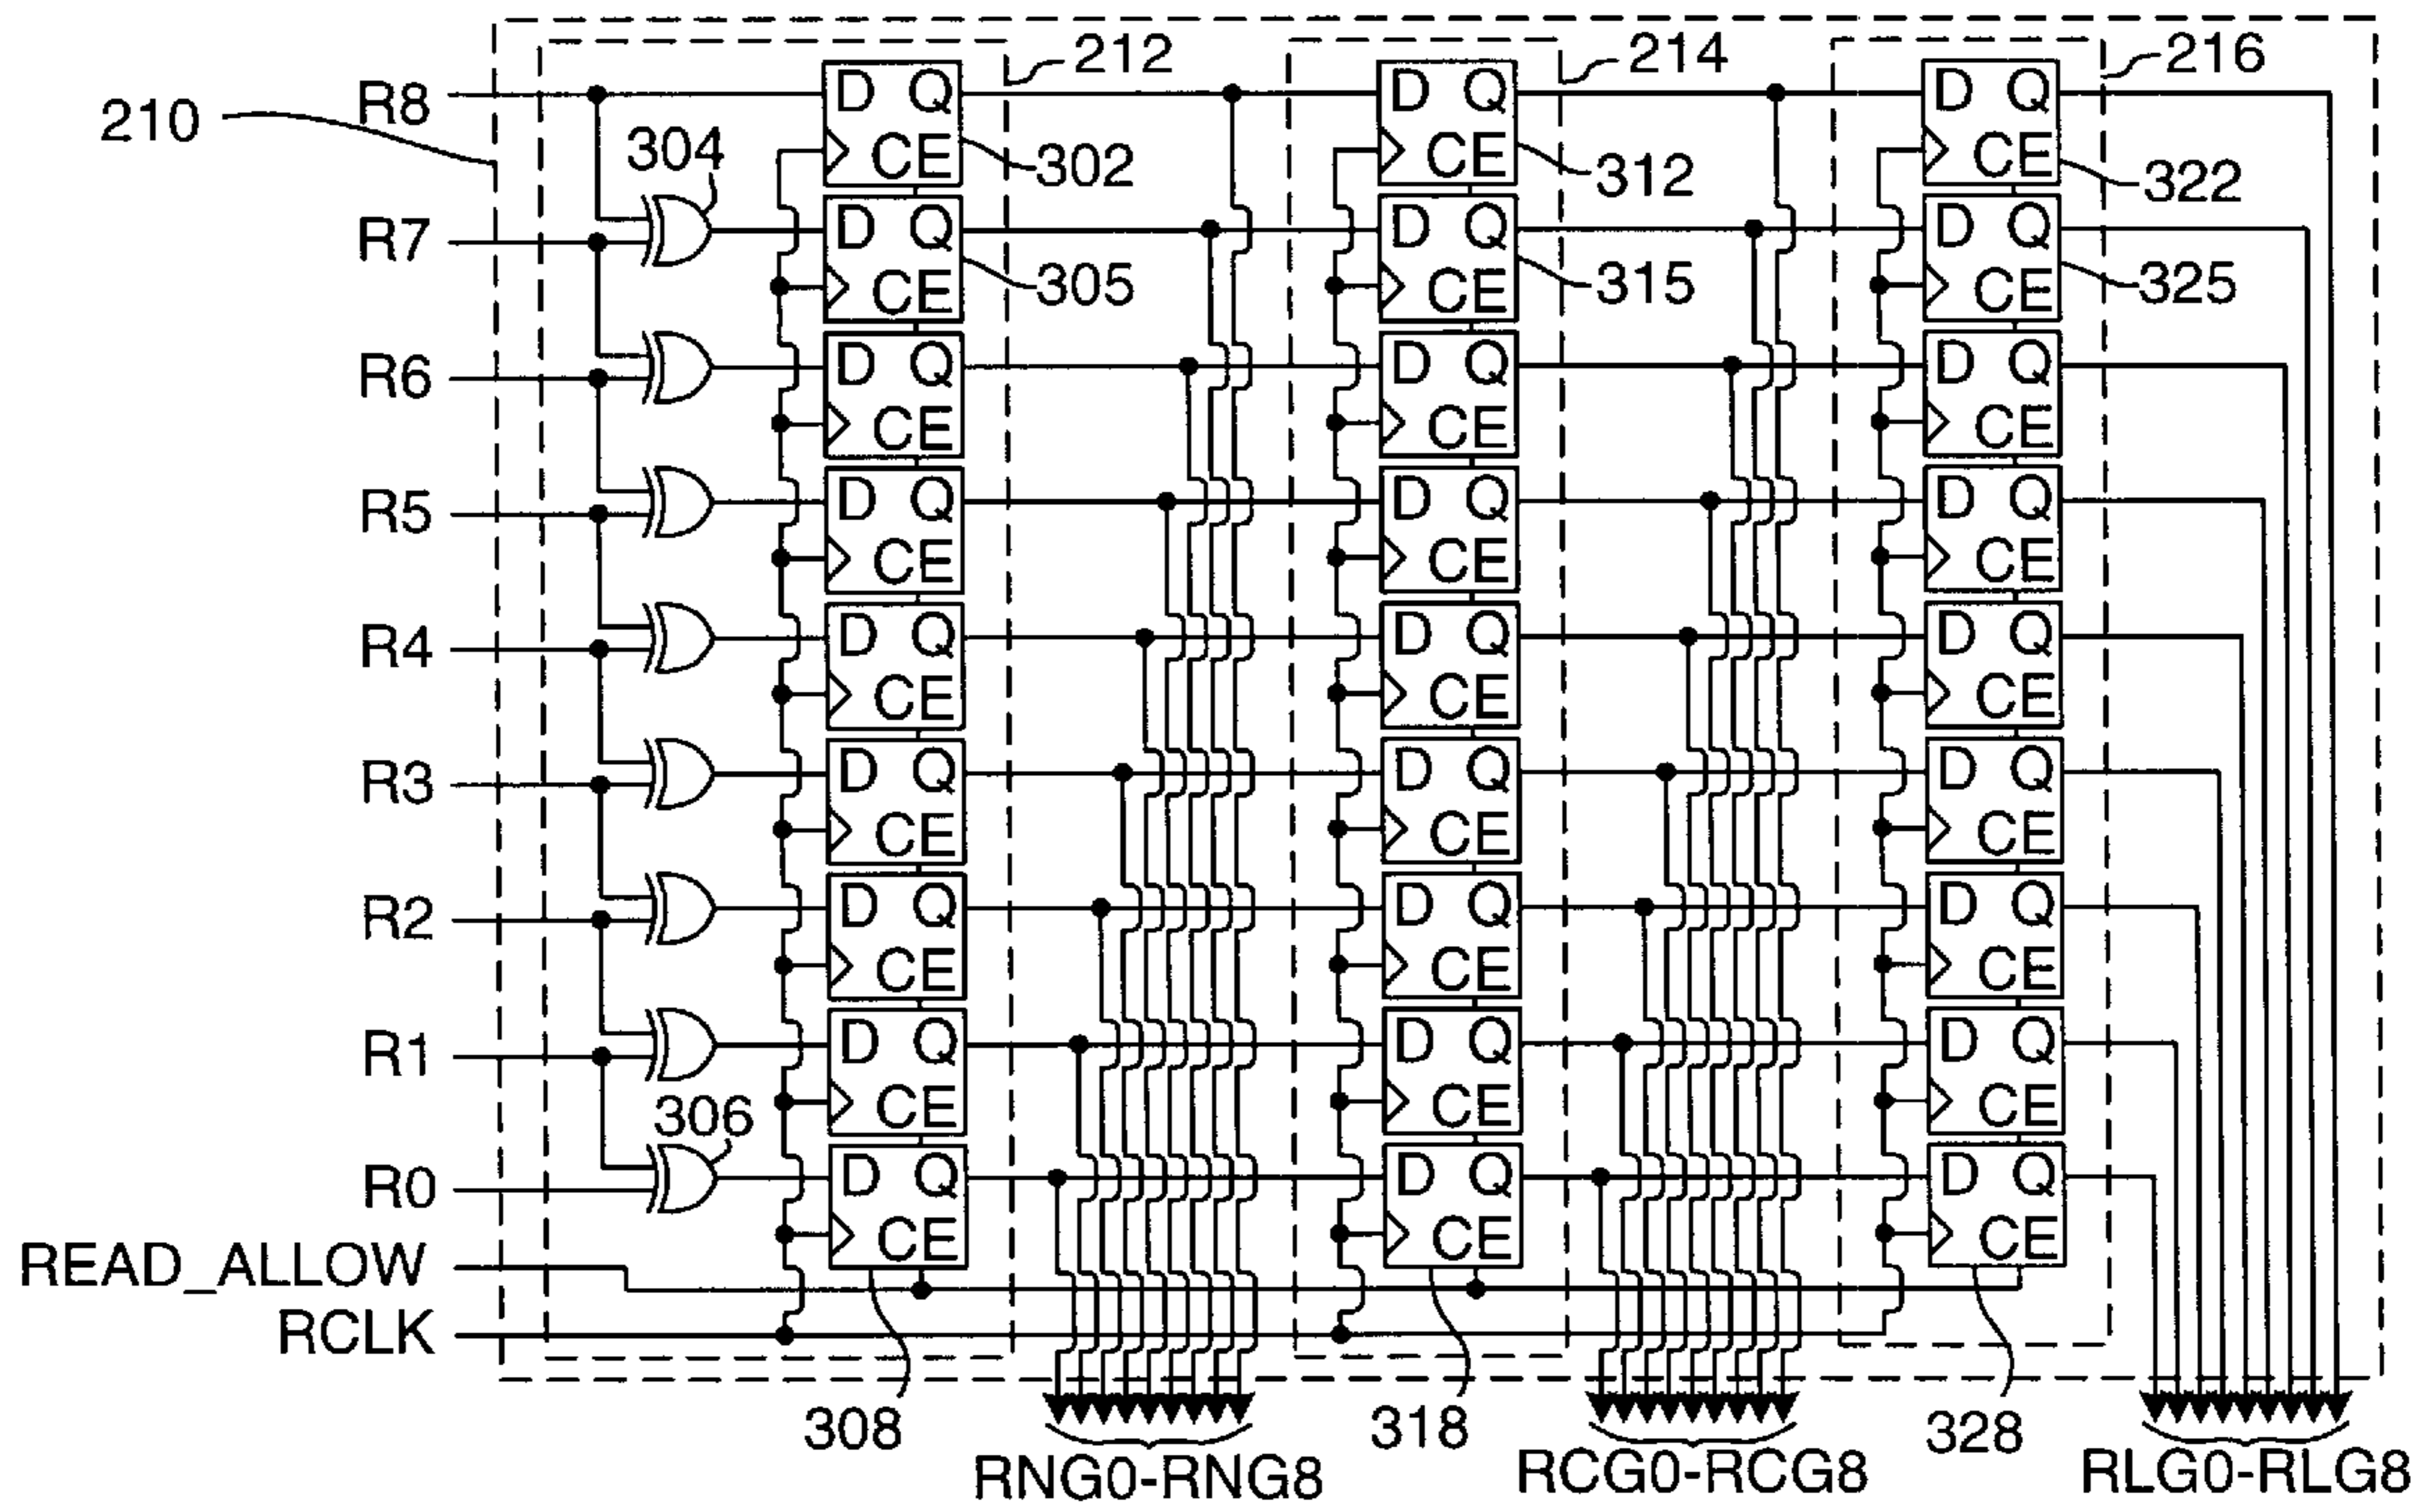 212
214
216
R8
D Q
D Q
D Q
210
304
CE
302
CE
312
CE
322
R7
D Q
D Q
D Q
CE
305
CE
315
CE
325
R6
D Q
D Q
D Q
CE
CE
CE
R5
D Q
D Q
D Q
CE
CE
CE
R4
D Q
D Q
D Q
CE
CE
CE
R3
D Q
D Q
D Q
CE
CE
CE
R2
D Q
D Q
D Q
CE
CE
CE
R1
D Q
D Q
D Q
306
CE
CE
CE
R0
D Q
D Q
D Q
CE
CE
CE
READ_ALLOW
RCLK
308
318
328
RNG0-RNG8
RCG0-RCG8
RLG0-RLG8